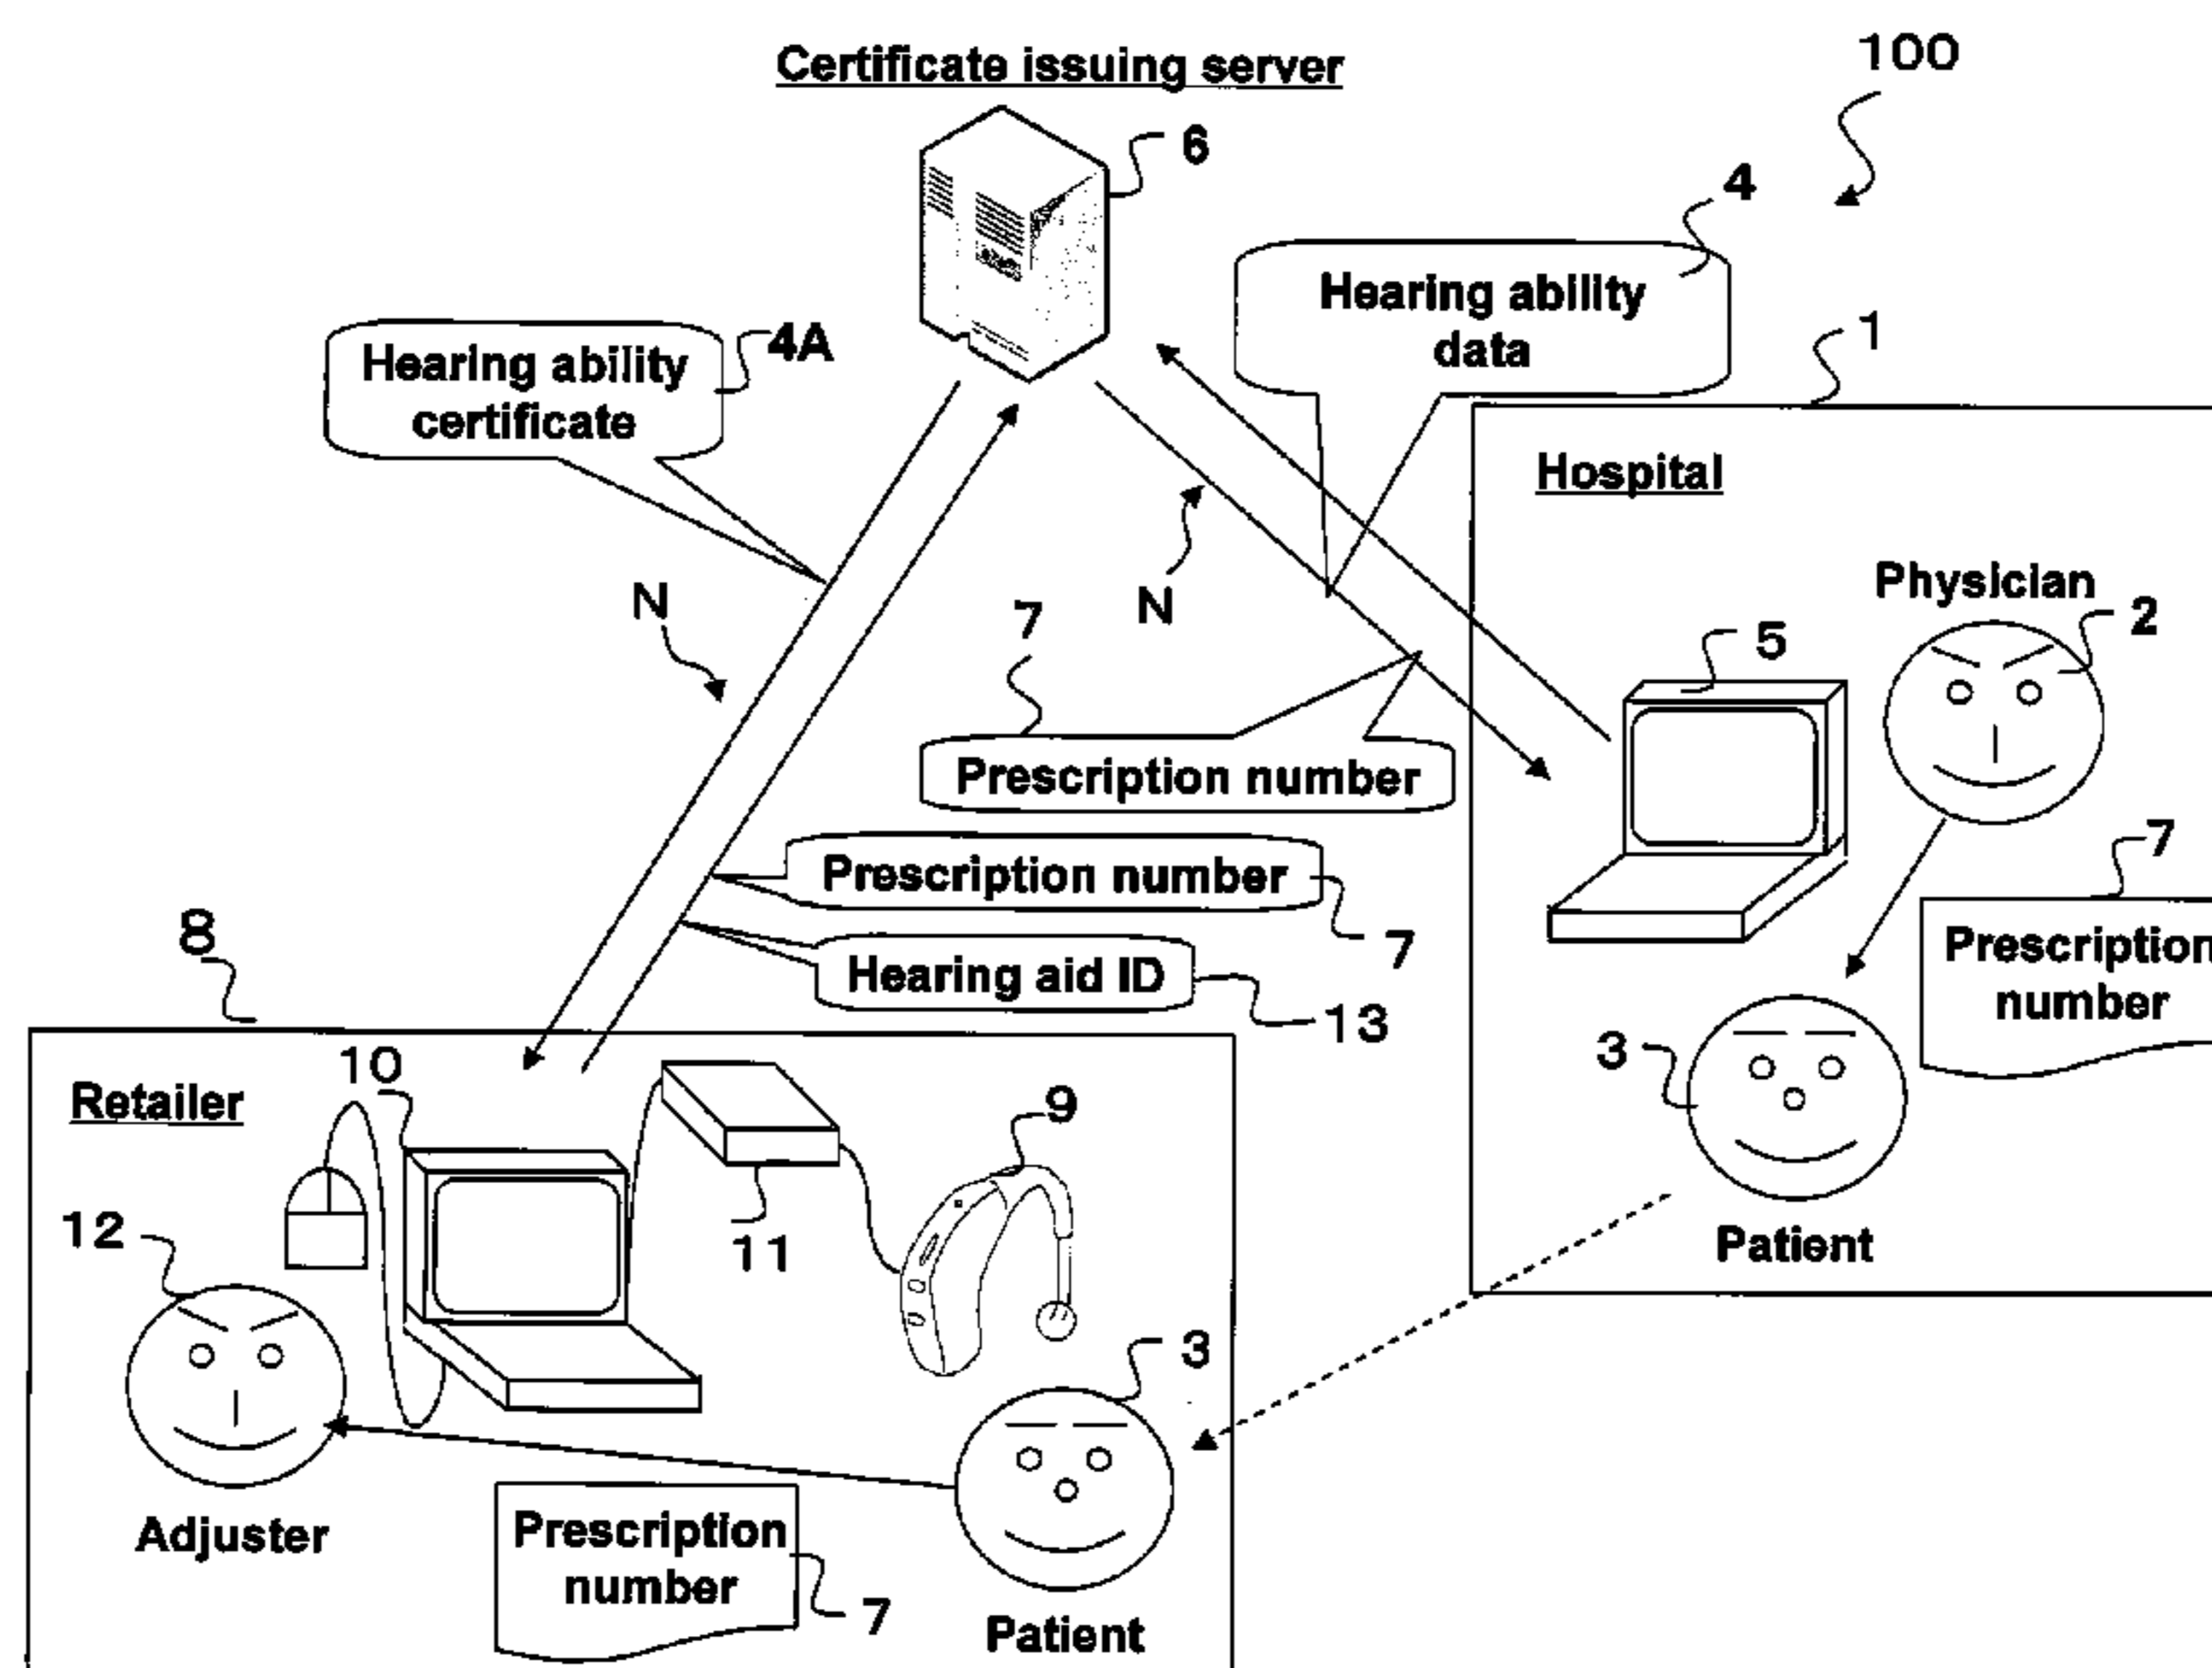 Certificate issuing server
100
6
4
Hearing ability
data
1
Hearing ability
certificate
4A
Hospital
Physician
N
N
7
5
2
Prescription number
7
Prescription
number
Prescription number
7
Hearing aid ID
13
8
3
Retailer
10
9
11
12
Patient
3
Adjuster
Prescription
number
7
Patient